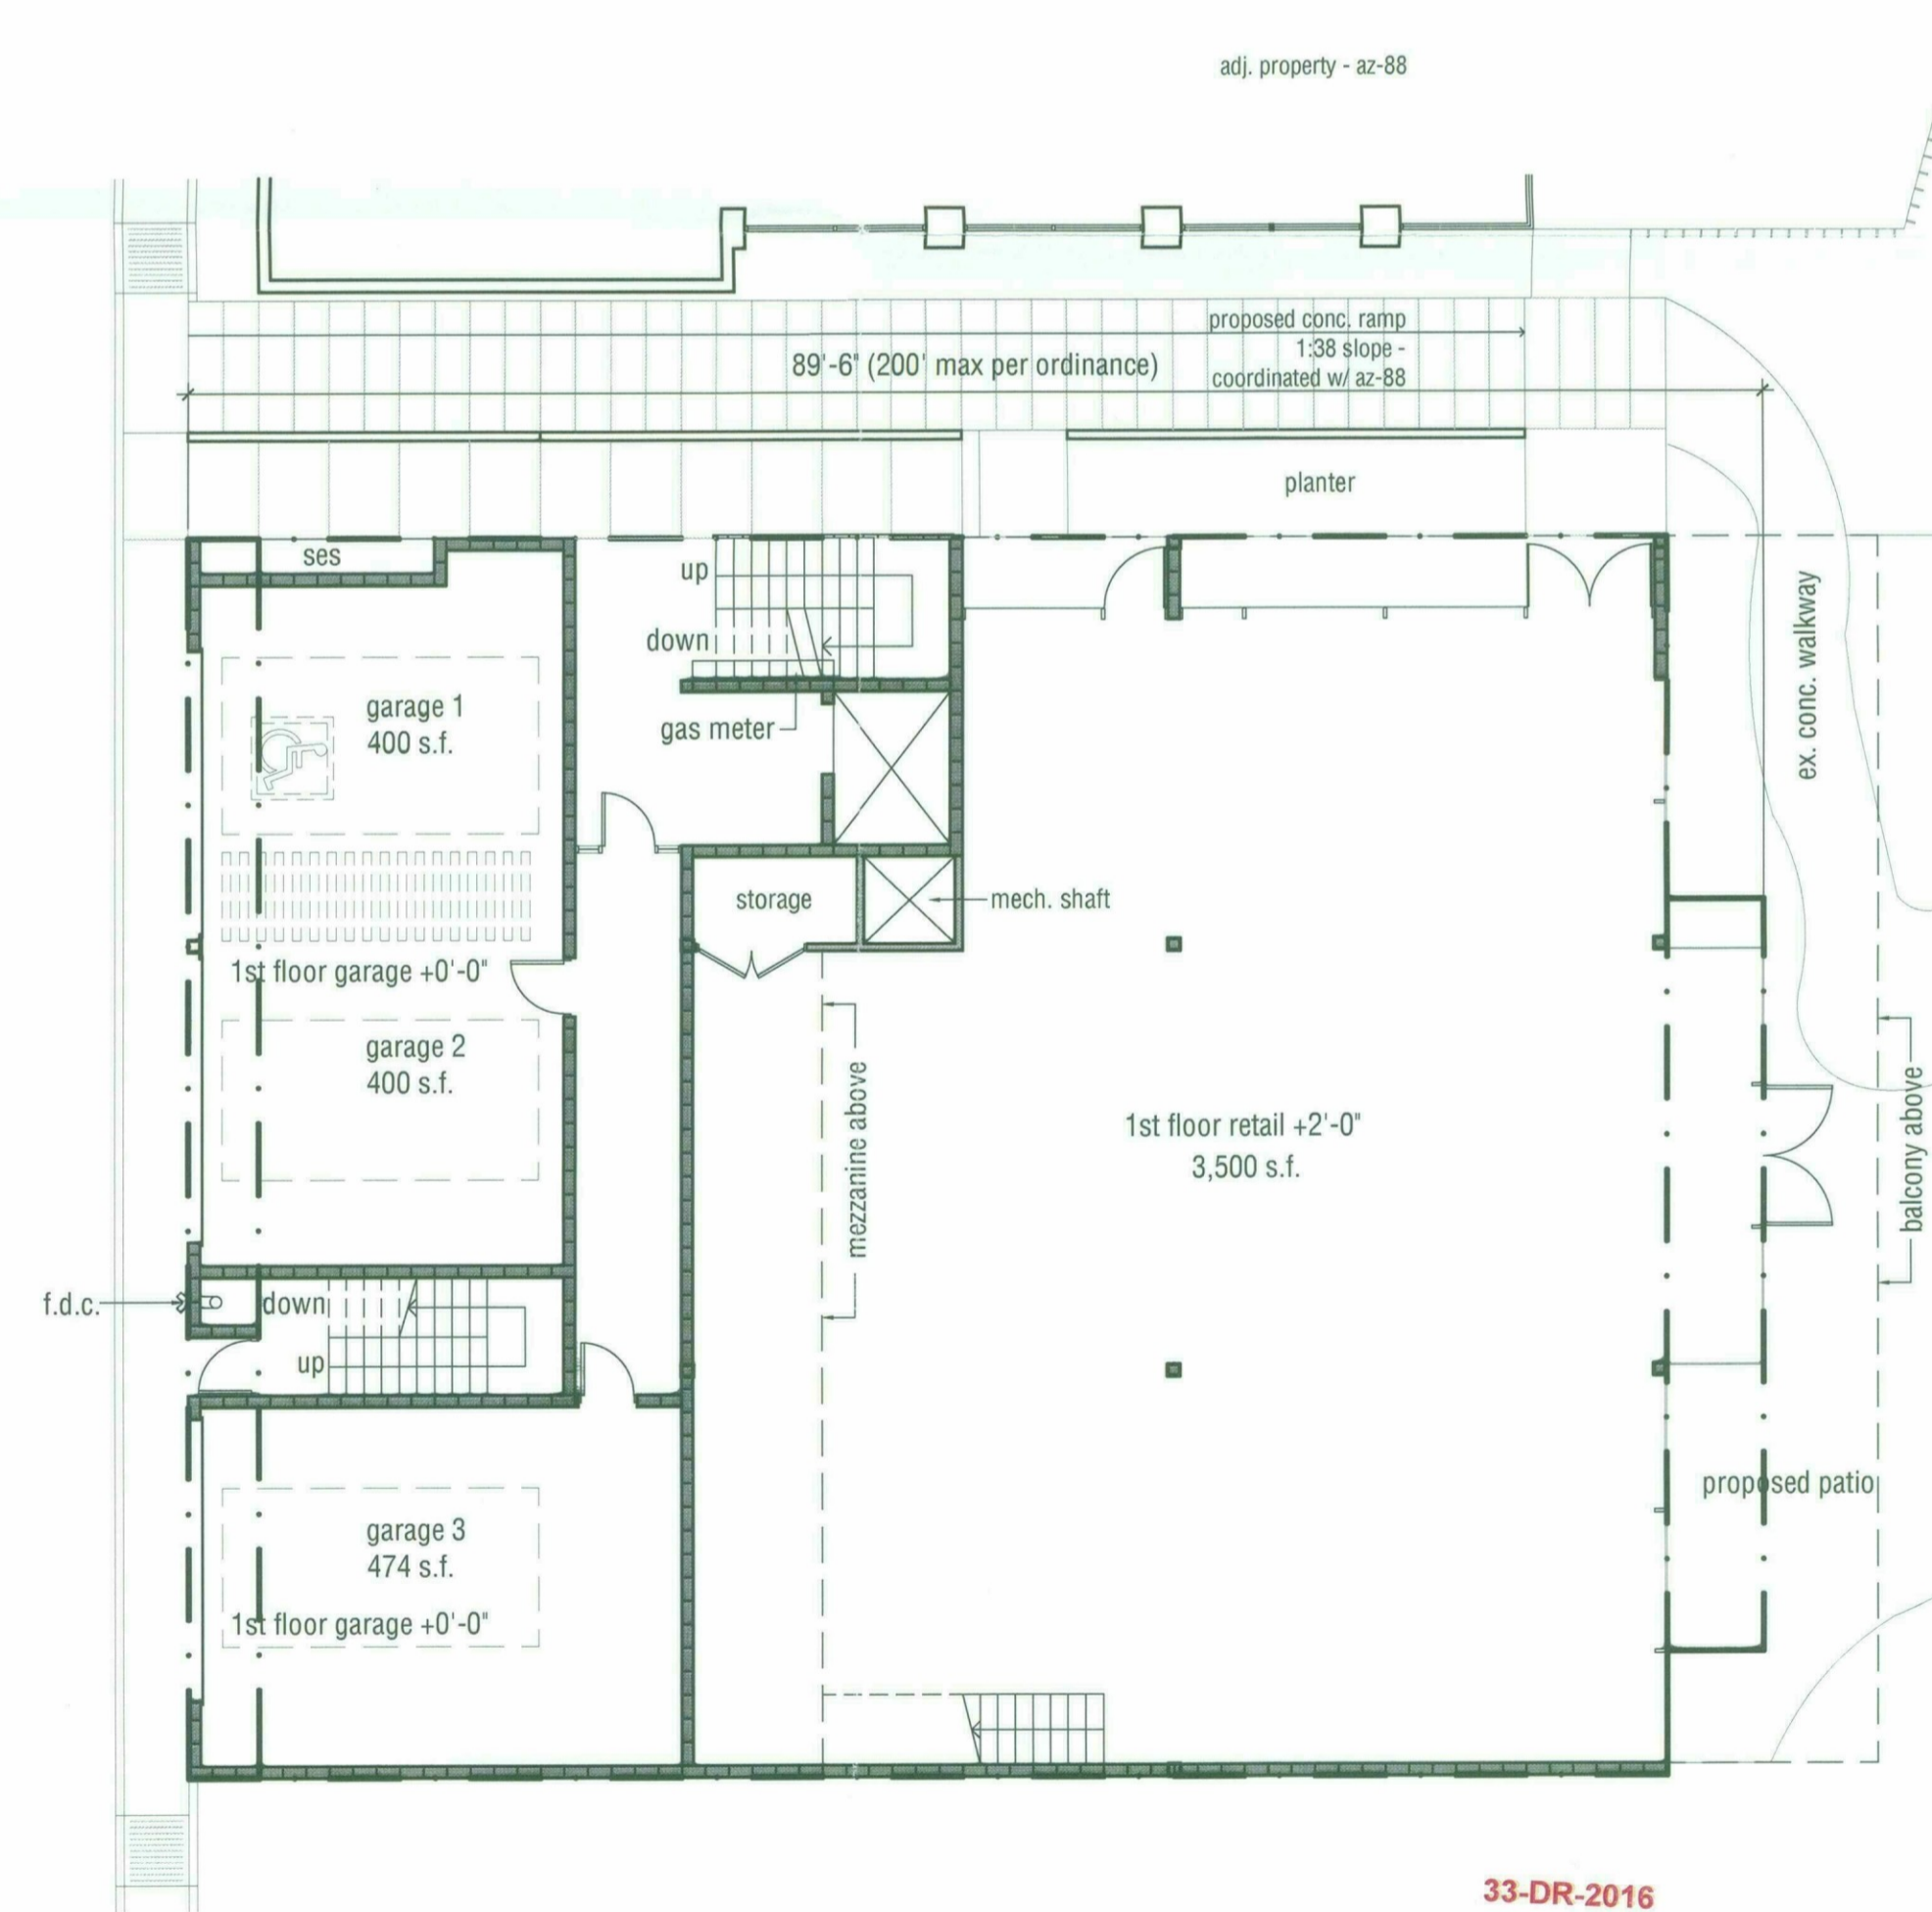 adj. property - az-88
proposed conc. ramp
1:38 slope -
coordinated w/ az-88
89'-6" (200' max per ordinance)
planter
ses
up
down
gas meter
ex. conc. walkway
garage 1
400 s.f.
storage
mech. shaft
1st floor garage +0'-0"
garage 2
400 s.f.
mezzanine above
1st floor retail +2'-0"
3,500 s.f.
balcony above
f.d.c.
down
up
proposed patio
garage 3
474 s.f.
1st floor garage +0'-0"
33-DR-2016